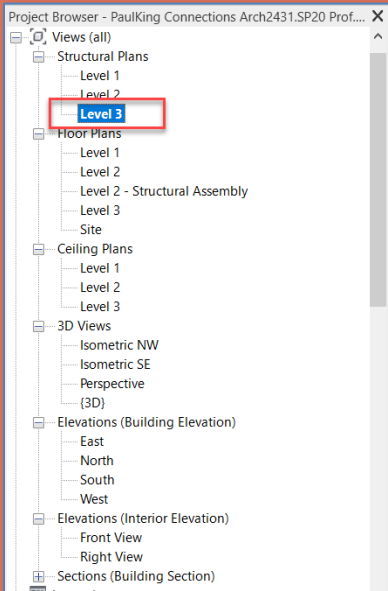 Project Browser - PaulKing Connections Arch2431.SP20 Prof...
Views (all)
Structural Plans
Level 1
Level 2
Level 3
Floor Plans
Level 1
Level 2
Level 2 - Structural Assembly
Level 3
Site
Ceiling Plans
Level 1
Level 2
Level 3
3D Views
Isometric NW
Isometric SE
Perspective
{3D}
Elevations (Building Elevation)
East
North
South
West
Elevations (Interior Elevation)
Front View
Right View
Sections (Building Section)